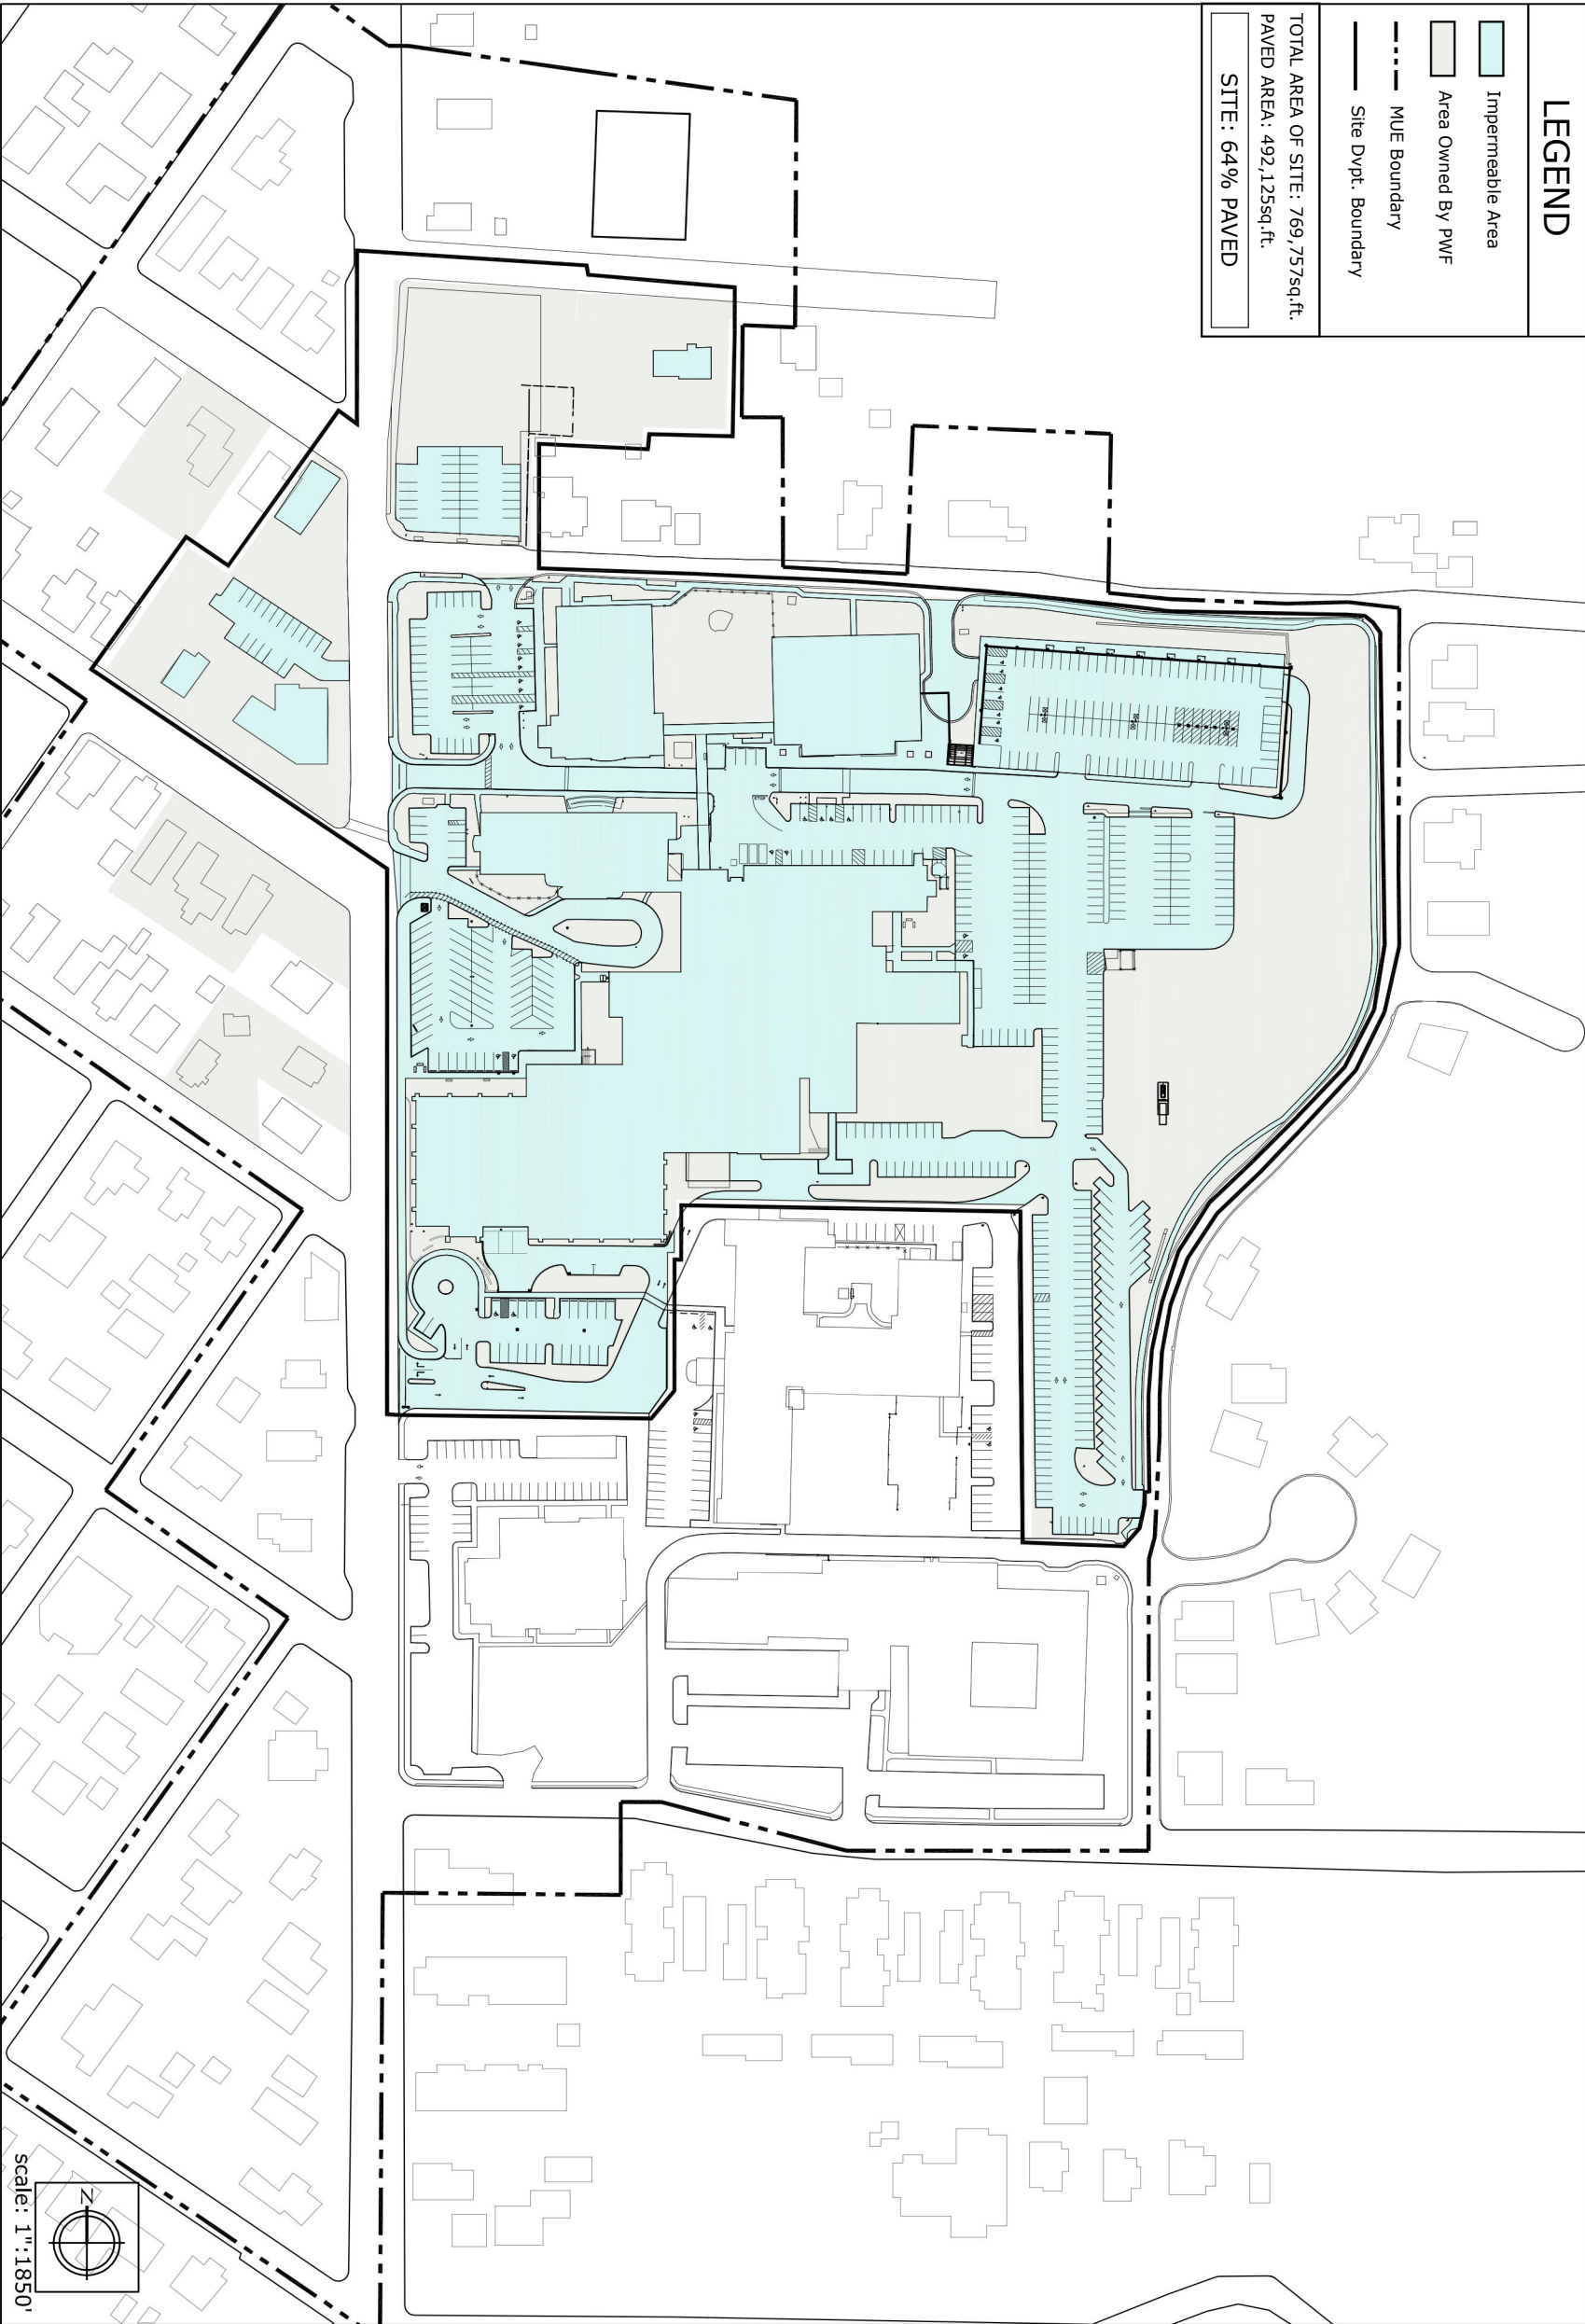 LEGEND
Impermeable Area
Area Owned By PWF
MUE Boundary
Site Dvpt. Boundary
TOTAL AREA OF SITE: 769,757sq.ft.
PAVED AREA: 492,125sq.ft.
SITE: 64% PAVED
STOP
N
scale: 1":1850'